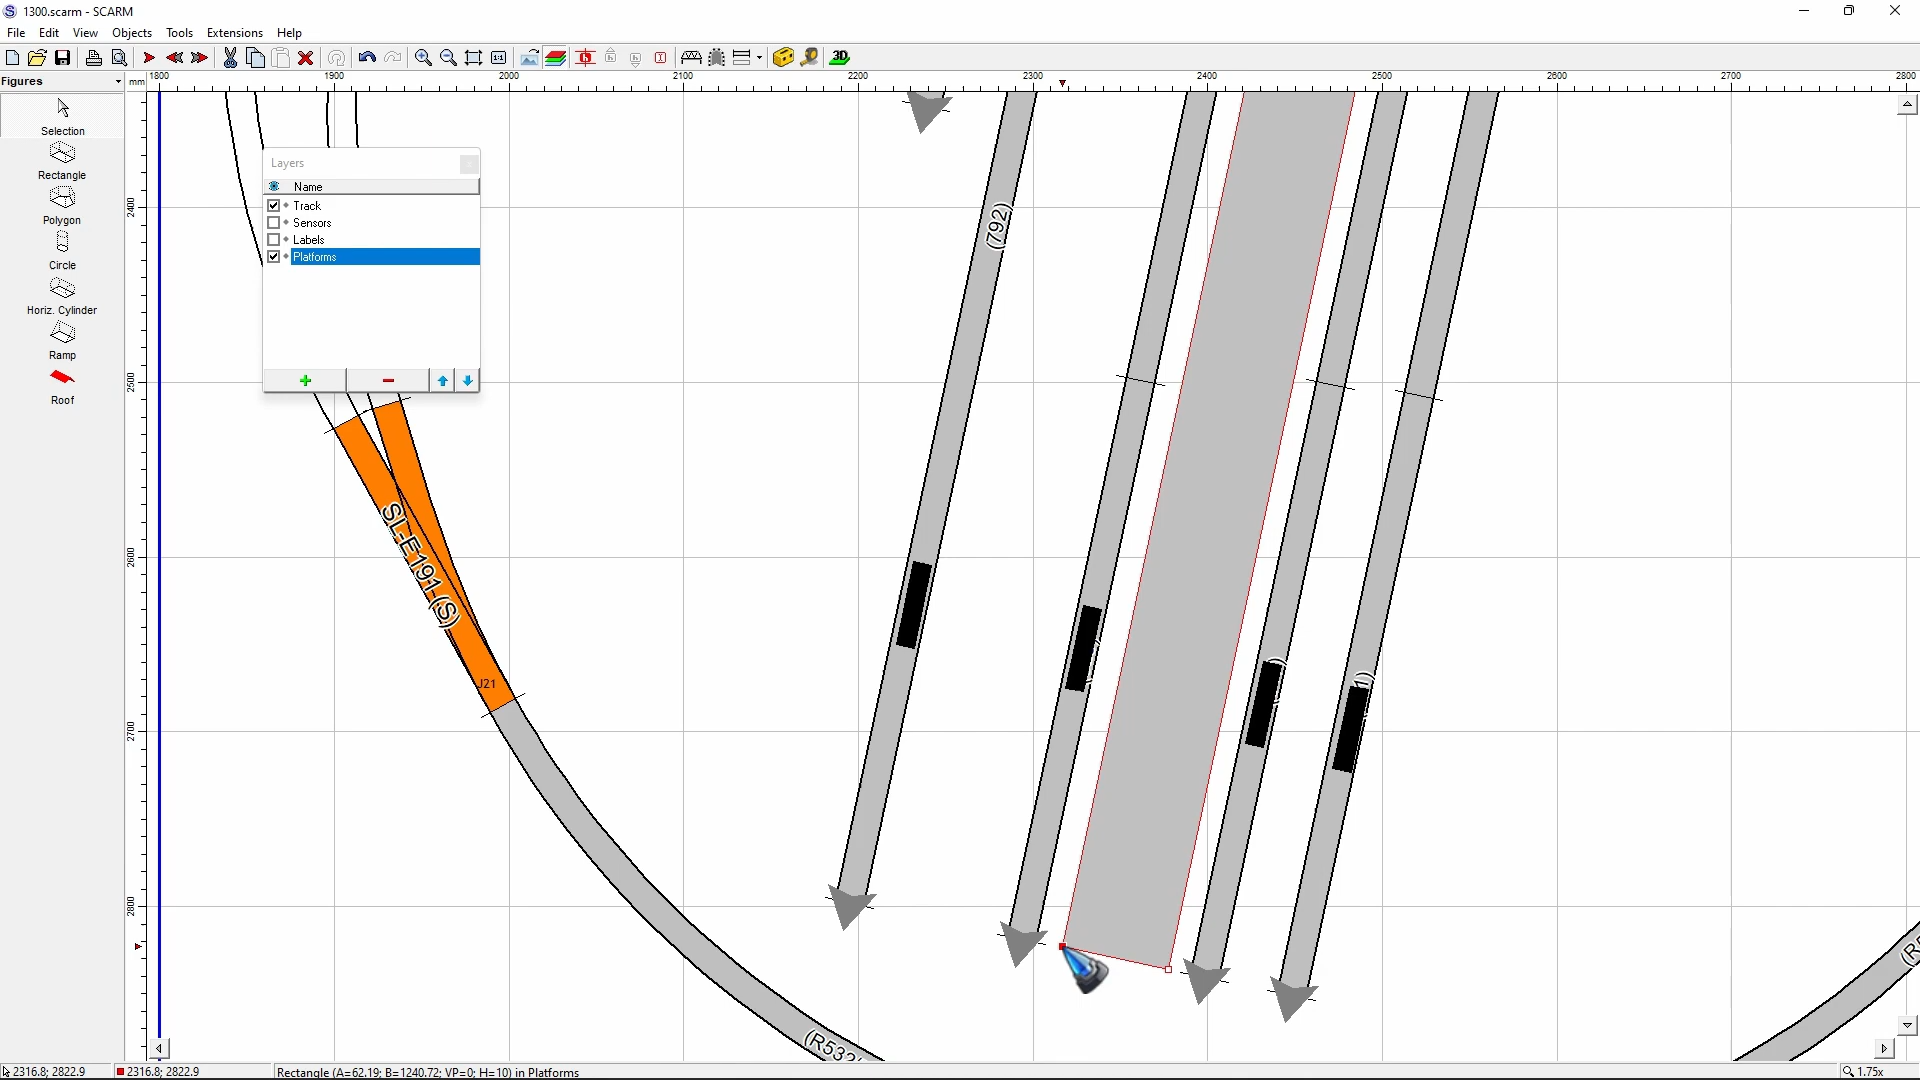 1300.scarm - SCARM
File Edit View Objects Tools Extensions Help
Figures
mm 1800 1900 2000 2100 2200 2300 2400 2500 2600 2700 2800
Selection
Rectangle
Polygon
Circle
Horiz. Cylinder
Ramp
Roof
Layers
Name
Track
Sensors
Labels
Platforms
2400
2500
2600
2700
2800
(792)
SL-E191-(S)
J21
1)
(R532
(R
2316.8; 2822.9 2316.8; 2822.9 Rectangle (A=62.19; B=1240.72; VP=0; H=10) in Platforms 1.75x